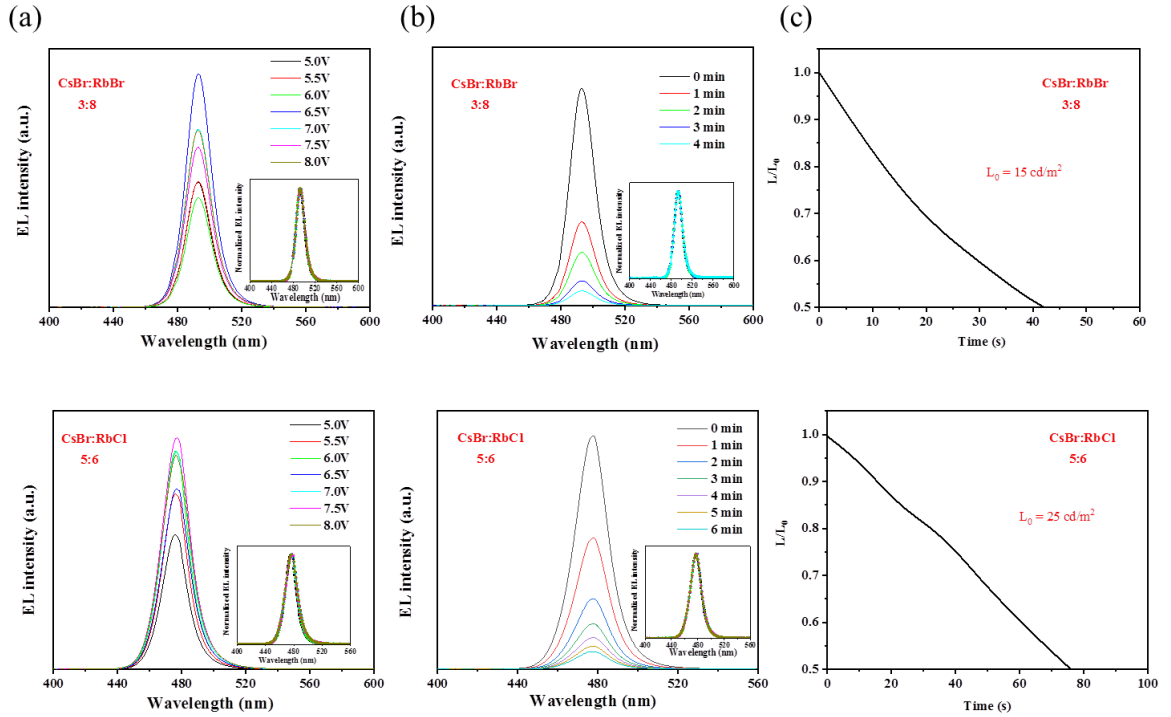 (a)
(b)
(c)
CsBr:RbBr
3:8
5.0V
5.5V
6.0V
6.5V
7.0V
7.5V
8.0V
EL intensity (a.u.)
Normalized EL intensity
400 440 480 520 560 600
Wavelength (nm)
400 440 480 520 560 600
Wavelength (nm)
CsBr:RbBr
3:8
0 min
1 min
2 min
3 min
4 min
EL intensity (a.u.)
Normalized EL intensity
400 440 480 520 560 600
Wavelength (nm)
400 440 480 520 560 600
Wavelength (nm)
CsBr:RbBr
3:8
L0 = 15 cd/m²
L/L0
1.0
0.9
0.8
0.7
0.6
0.5
0 10 20 30 40 50 60
Time (s)
CsBr:RbCl
5:6
5.0V
5.5V
6.0V
6.5V
7.0V
7.5V
8.0V
EL intensity (a.u.)
Normalized EL intensity
400 440 480 520 560
Wavelength (nm)
400 440 480 520 560 600
Wavelength (nm)
CsBr:RbCl
5:6
0 min
1 min
2 min
3 min
4 min
5 min
6 min
EL intensity (a.u.)
Normalized EL intensity
400 440 480 520 560
Wavelength (nm)
400 440 480 520 560
Wavelength (nm)
CsBr:RbCl
5:6
L0 = 25 cd/m²
L/L0
1.0
0.9
0.8
0.7
0.6
0.5
0 20 40 60 80 100
Time (s)